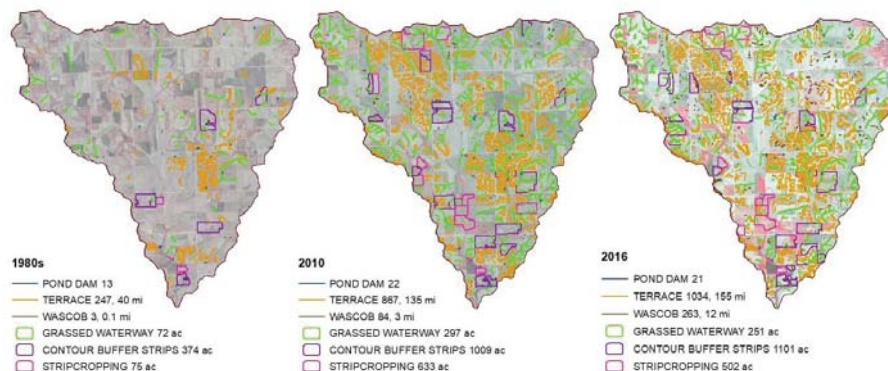 1980s
POND DAM 13
TERRACE 247, 40 mi
WASCOB 3, 0.1 mi
GRASSED WATERWAY 72 ac
CONTOUR BUFFER STRIPS 374 ac
STRIPCROPPING 75 ac
2010
POND DAM 22
TERRACE 867, 135 mi
WASCOB 84, 3 mi
GRASSED WATERWAY 297 ac
CONTOUR BUFFER STRIPS 1009 ac
STRIPCROPPING 633 ac
2016
POND DAM 21
TERRACE 1034, 155 mi
WASCOB 263, 12 mi
GRASSED WATERWAY 251 ac
CONTOUR BUFFER STRIPS 1101 ac
STRIPCROPPING 502 ac